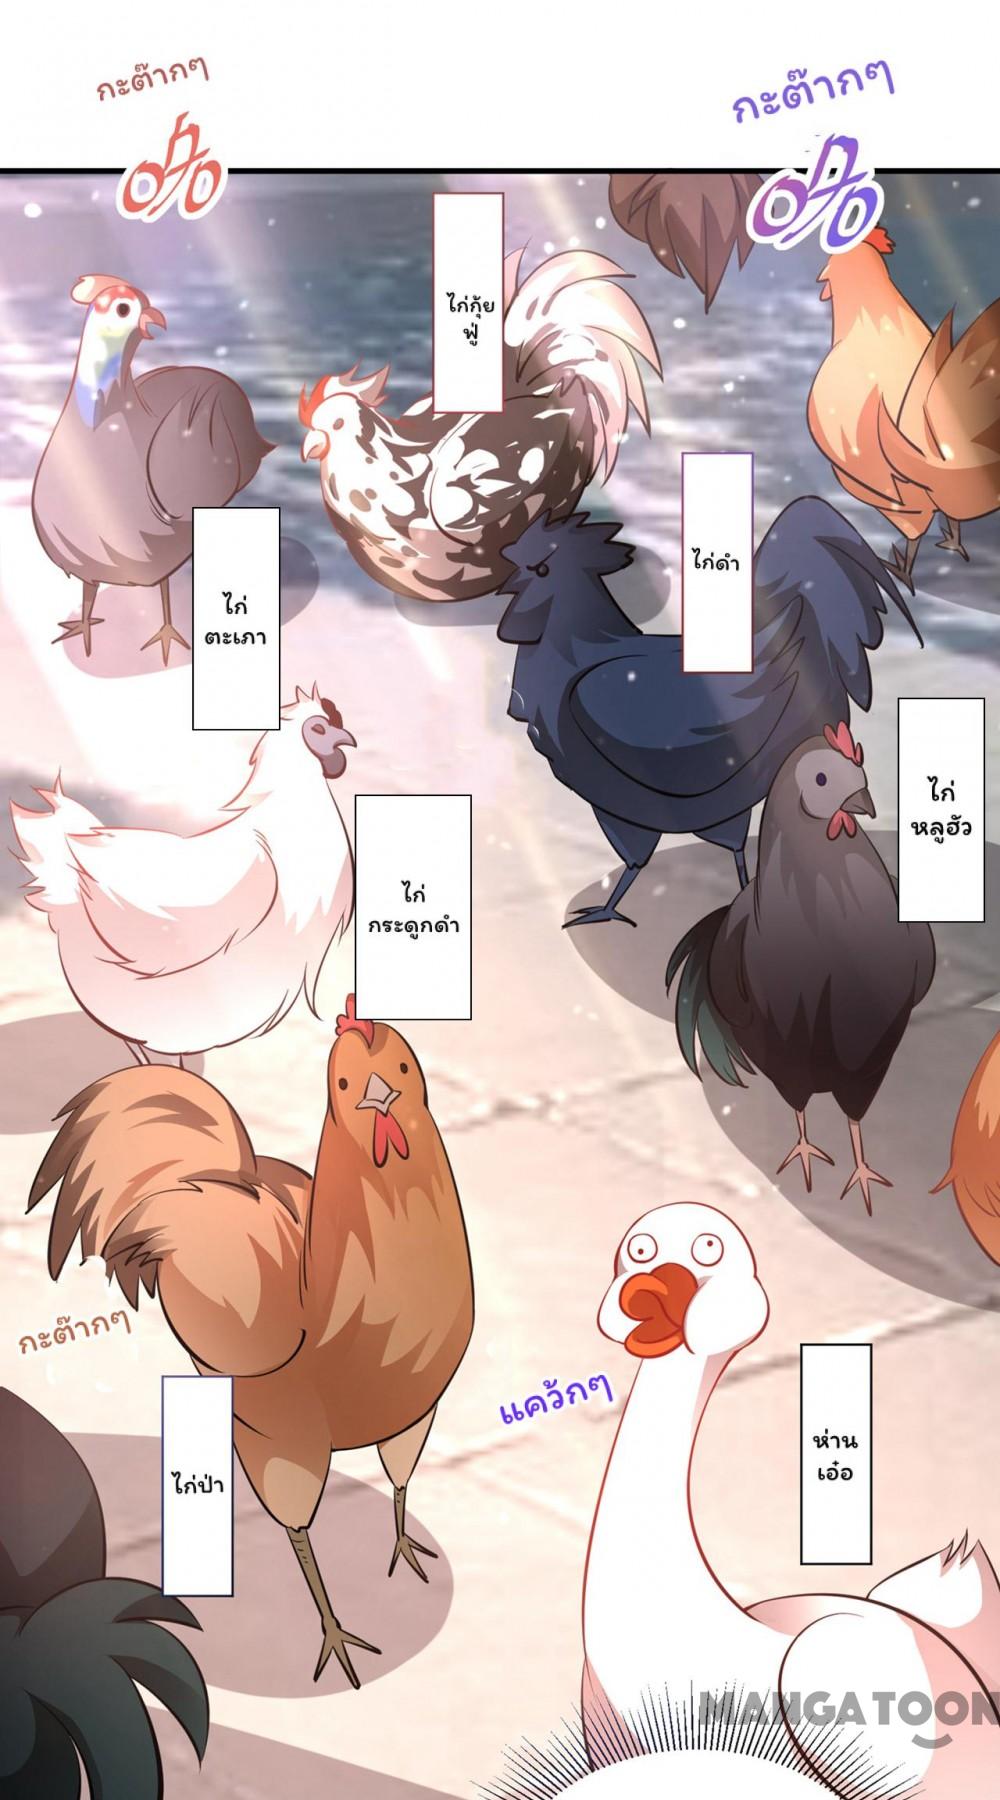 กะต๊ากๆ
กะต๊ากๆ
咯
咯
ไก่กุ้ย
ฟู่
ไก่ดำ
ไก่
ตะเภา
ไก่
หลูฮัว
ไก่
กระดูกดำ
กะต๊ากๆ
แคว้กๆ
ไก่ป่า
ห่าน
เอ๋อ
MANGATOON